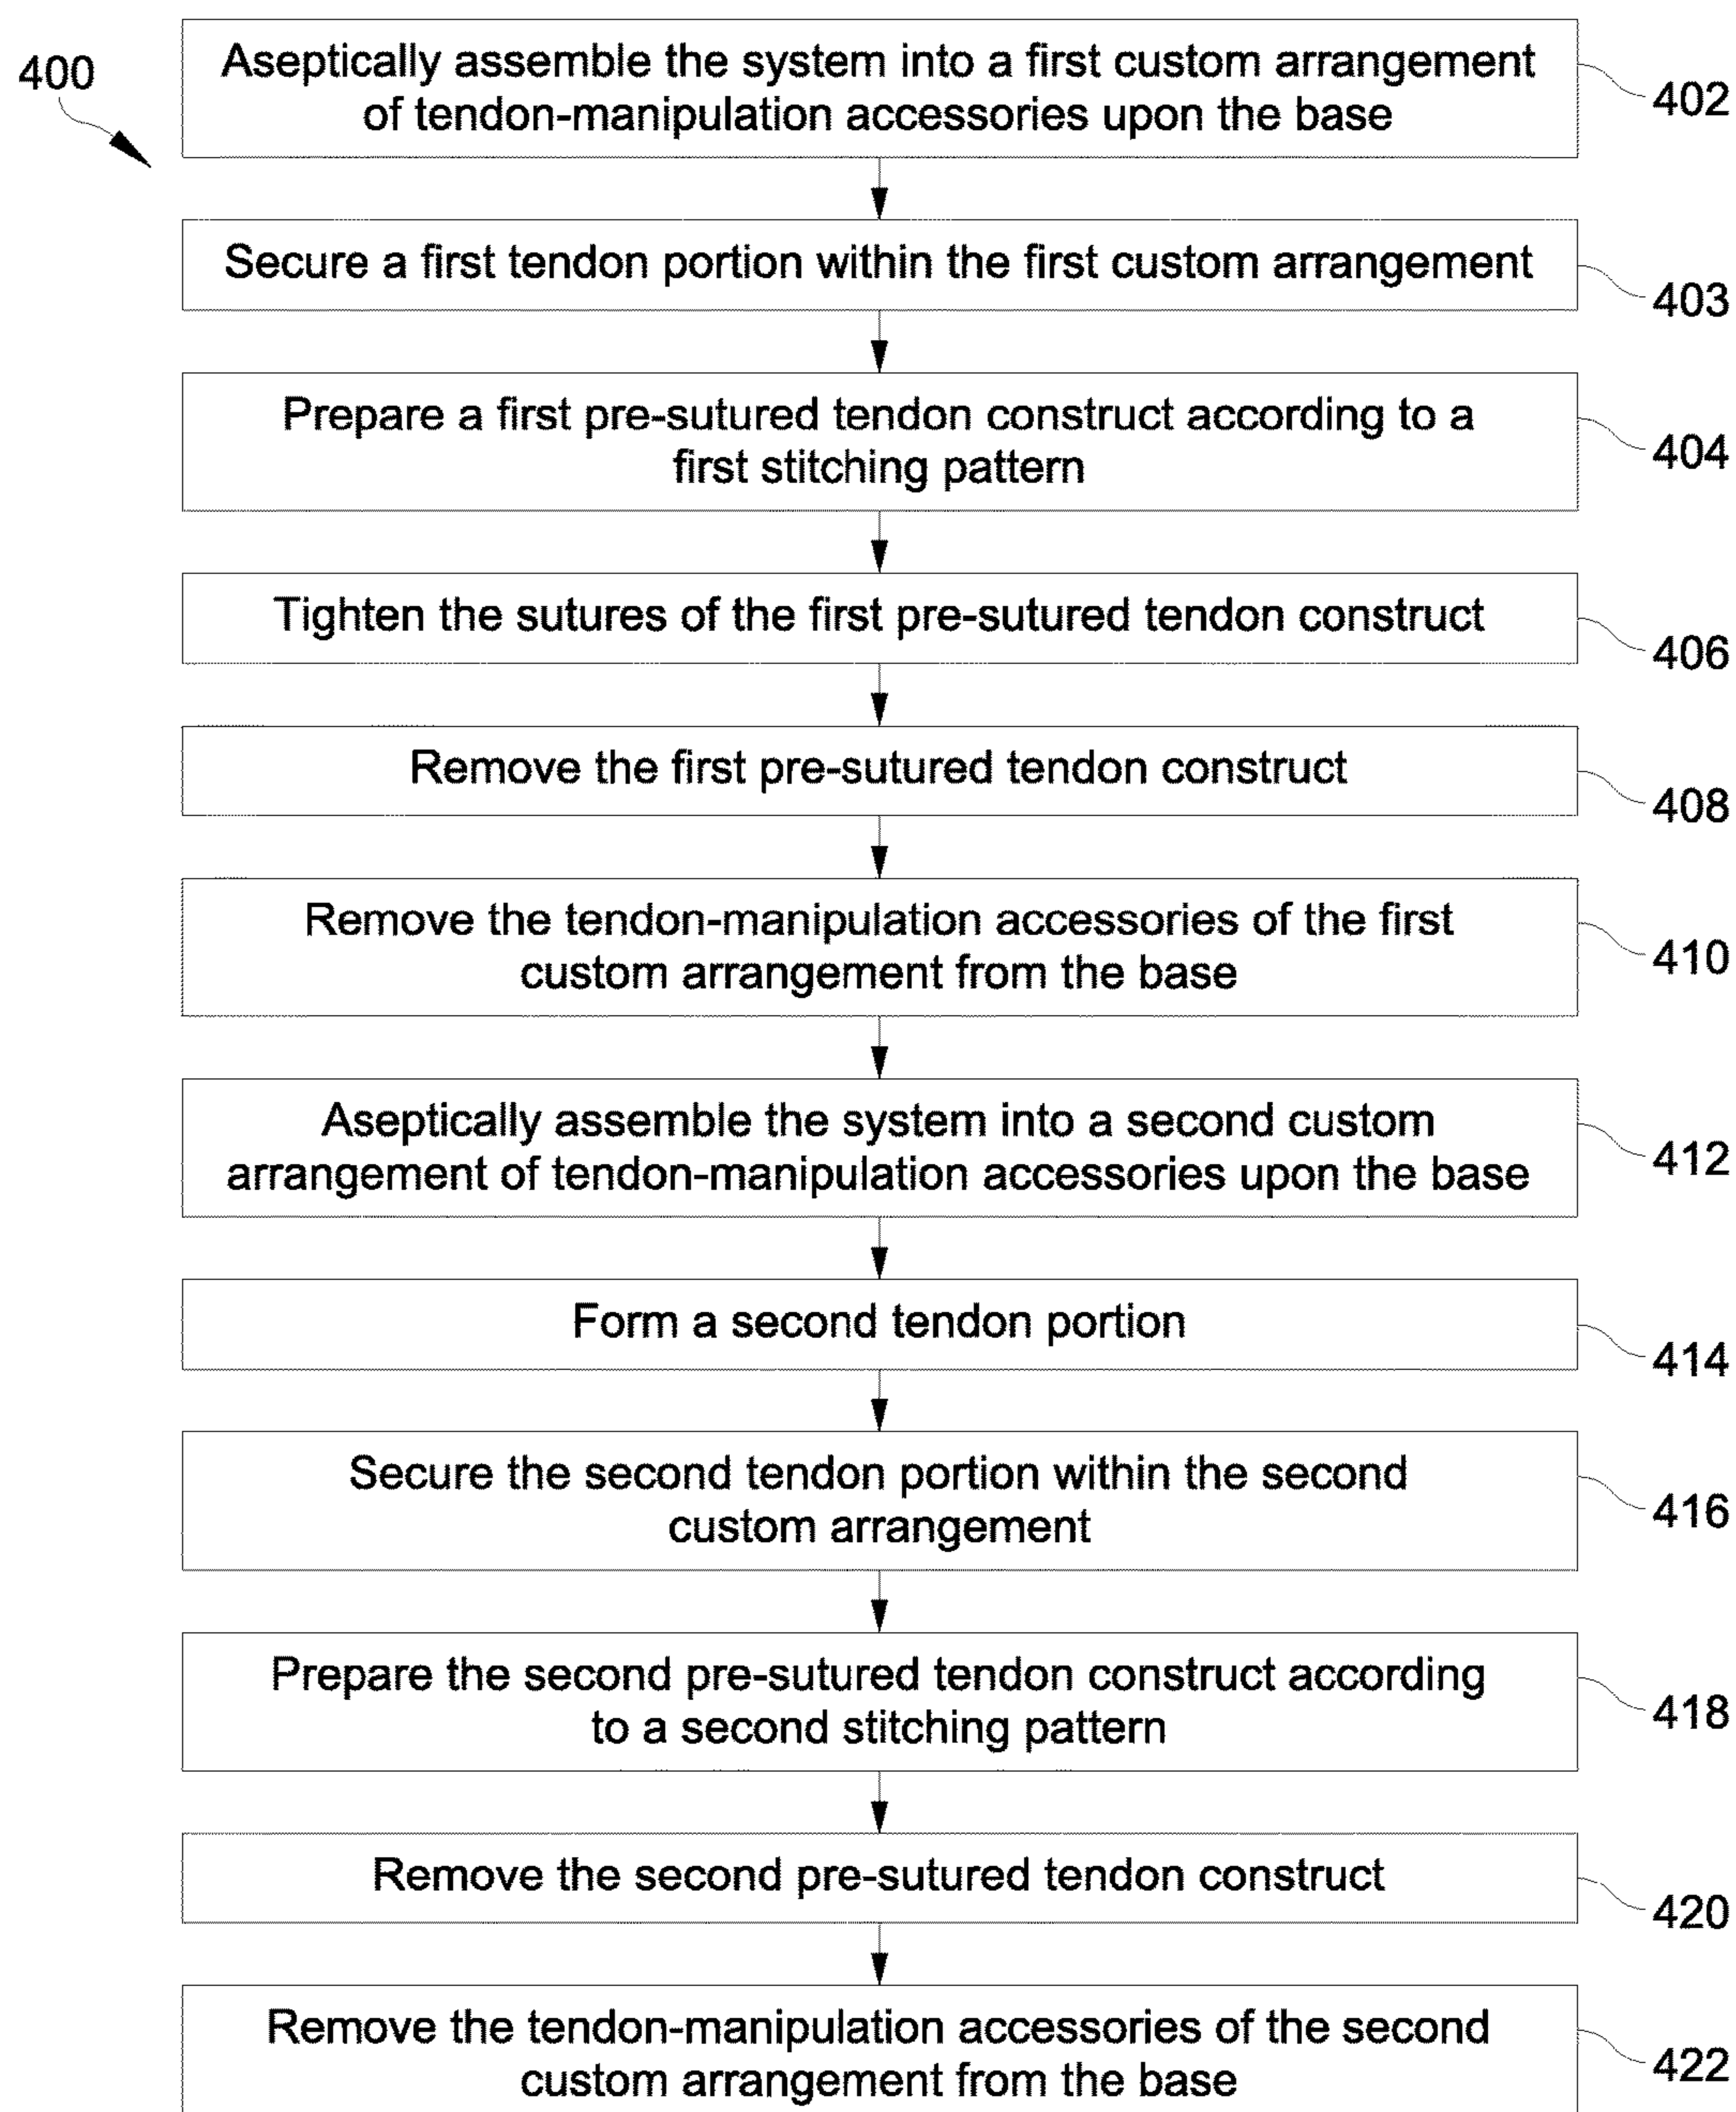 400
Aseptically assemble the system into a first custom arrangement
of tendon-manipulation accessories upon the base
402
Secure a first tendon portion within the first custom arrangement
403
Prepare a first pre-sutured tendon construct according to a
first stitching pattern
404
Tighten the sutures of the first pre-sutured tendon construct
406
Remove the first pre-sutured tendon construct
408
Remove the tendon-manipulation accessories of the first
custom arrangement from the base
410
Aseptically assemble the system into a second custom
arrangement of tendon-manipulation accessories upon the base
412
Form a second tendon portion
414
Secure the second tendon portion within the second
custom arrangement
416
Prepare the second pre-sutured tendon construct according
to a second stitching pattern
418
Remove the second pre-sutured tendon construct
420
Remove the tendon-manipulation accessories of the second
custom arrangement from the base
422